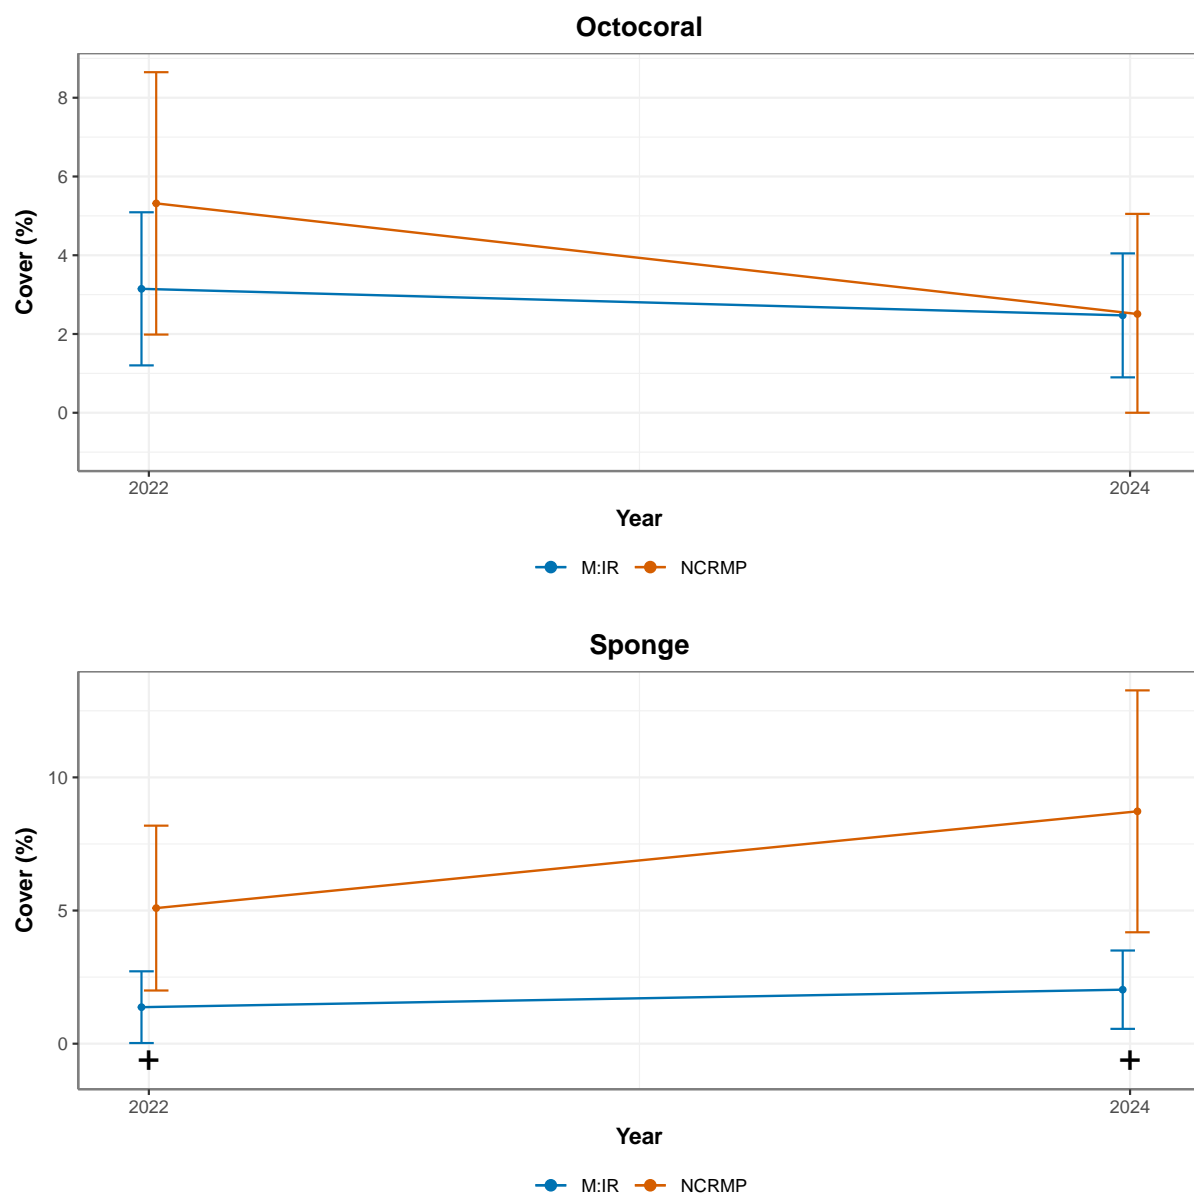 Octocoral
Cover (%)
8
6
4
2
0
2022 2024
Year
M:IR NCRMP
Sponge
Cover (%)
10
5
0
+ +
2022 2024
Year
M:IR NCRMP